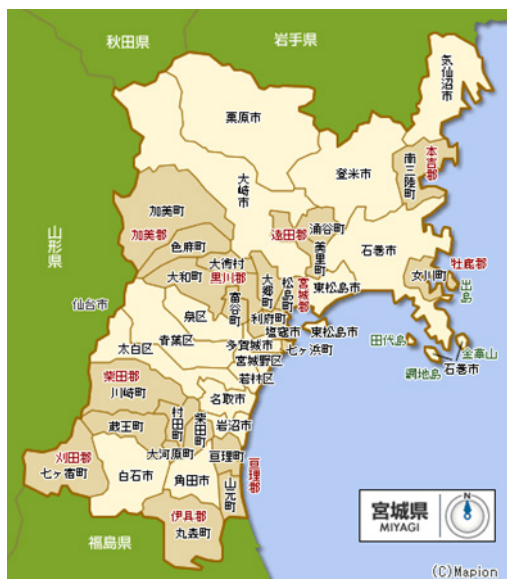 秋田県
岩手県
気仙沼市
栗原市
登米市
南三陸町
本吉郡
大崎市
加美町
加美郡
色麻町
遠田郡
涌谷町
美里町
石巻市
女川町
牡鹿郡
出島
山形県
大和町
大衡村
黒川郡
富谷町
大郷町
松島町
宮城郡
東松島市
利府町
仙台市
泉区
塩竈市
東松島市
田代島
金華山
青葉区
多賀城市
七ヶ浜町
太白区
宮城野区
網地島
石巻市
若林区
柴田郡
川崎町
名取市
村田町
柴田町
岩沼市
蔵王町
大河原町
亘理町
亘理郡
刈田郡
七ヶ宿町
白石市
角田市
山元町
伊具郡
丸森町
福島県
宮城県
MIYAGI
N
(C)Mapion